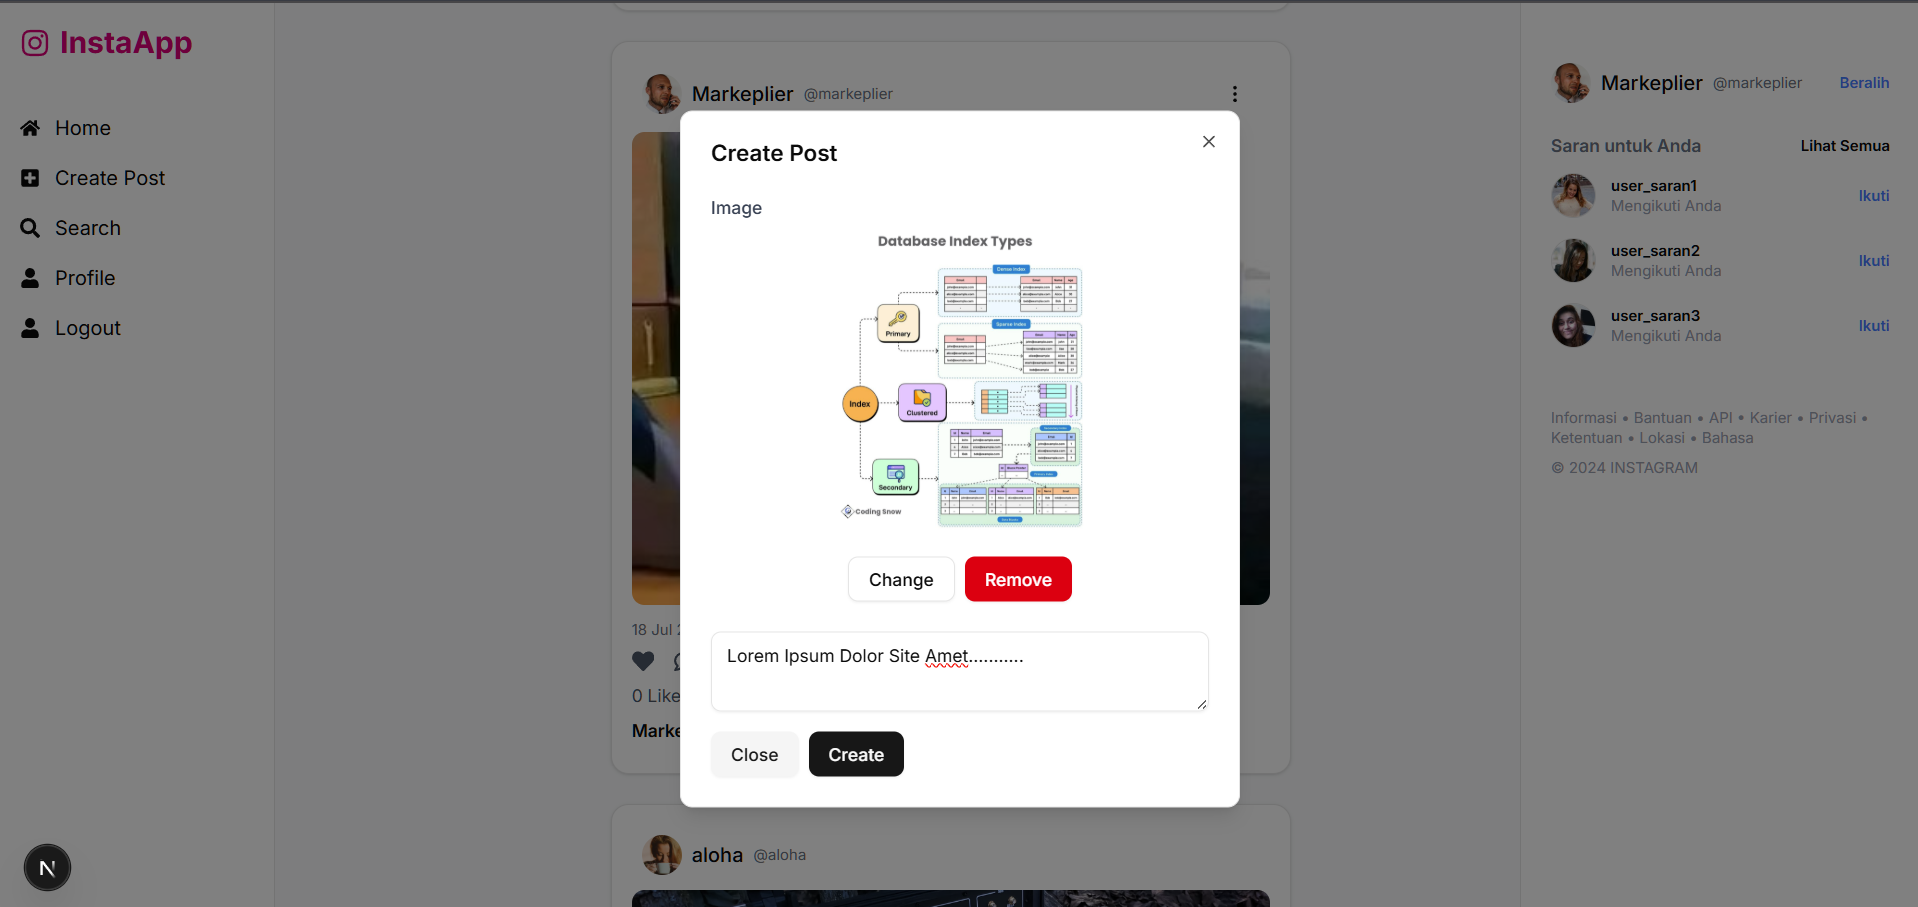 InstaApp
Home
Create Post
Search
Profile
Logout
Markeplier @markeplier
Create Post
Image
Database Index Types
Dense Index
Primary
Sparse Index
Index
Clustered
Secondary
Coding Snow
Change
Remove
Lorem Ipsum Dolor Site Amet...........
Close
Create
18 Jul
0 Like
Marke
aloha @aloha
Markeplier @markeplier Beralih
Saran untuk Anda Lihat Semua
user_saran1
Mengikuti Anda
Ikuti
user_saran2
Mengikuti Anda
Ikuti
user_saran3
Mengikuti Anda
Ikuti
Informasi • Bantuan • API • Karier • Privasi •
Ketentuan • Lokasi • Bahasa
© 2024 INSTAGRAM
N